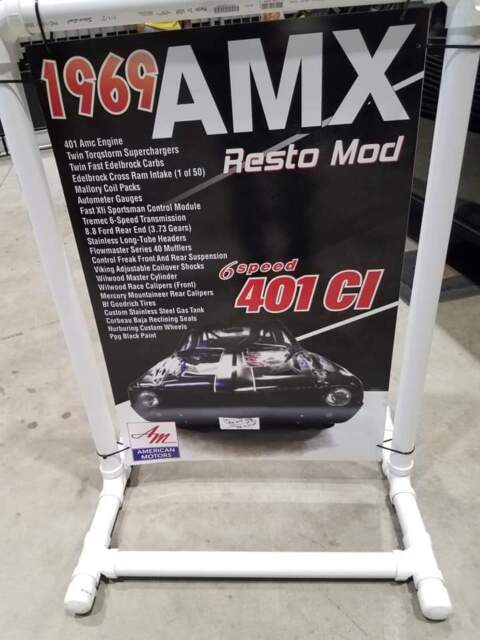 1969 AMX
Resto Mod
401 Amc Engine
Twin Torqstorm Superchargers
Twin Fast Edelbrock Carbs
Edelbrock Cross Ram Intake (1 of 50)
Mallory Coil Packs
Autometer Gauges
Fast Xli Sportsman Control Module
Tremec 6-Speed Transmission
8.8 Ford Rear End (3.73 Gears)
Stainless Long-Tube Headers
Flowmaster Series 40 Mufflers
Control Freak Front And Rear Suspension
Viking Adjustable Coilover Shocks
Wilwood Master Cylinder
Wilwood Race Calipers (Front)
Mercury Mountaineer Rear Calipers
Bf Goodrich Tires
Custom Stainless Steel Gas Tank
Corbeau Baja Reclining Seats
Nurburing Custom Wheels
Ppg Black Paint
6 speed
401 CI
Am
AMERICAN
MOTORS